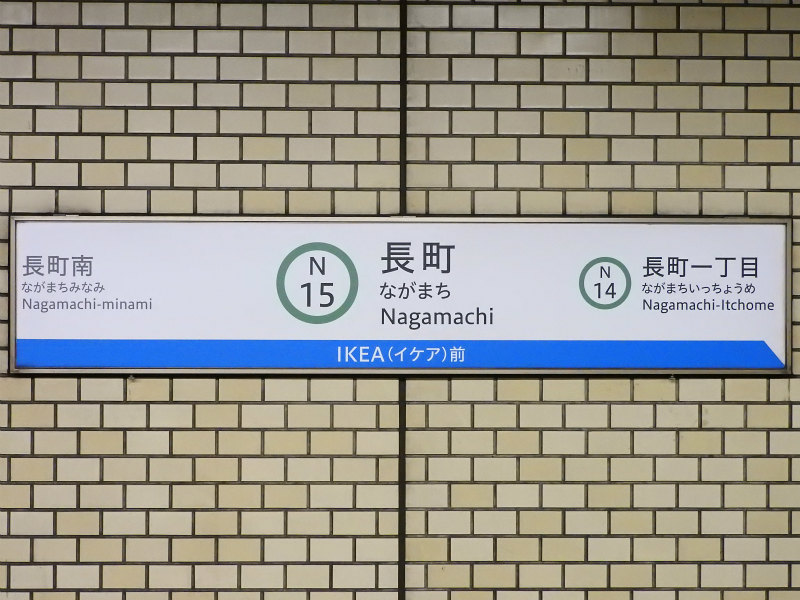 長町南
ながまちみなみ
Nagamachi-minami
N
15
長町
ながまち
Nagamachi
N
14
長町一丁目
ながまちいっちょうめ
Nagamachi-Itchome
IKEA(イケア)前